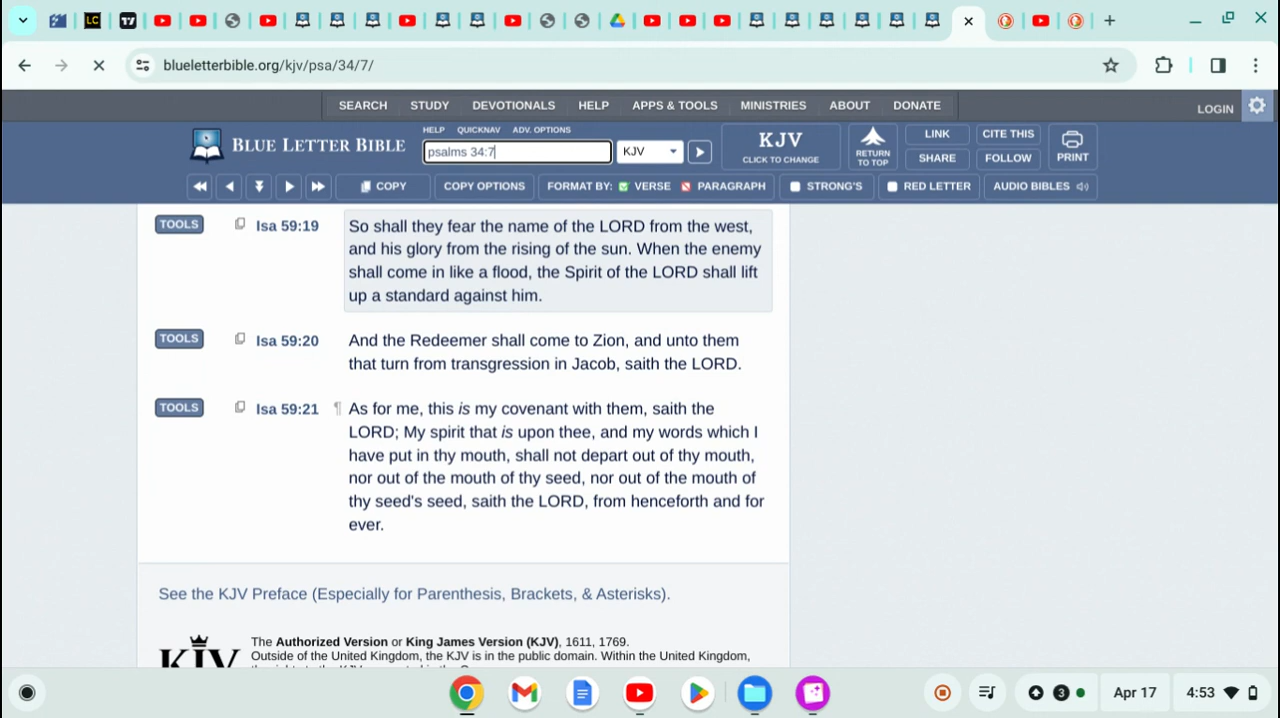 LC
blueletterbible.org/kjv/psa/34/7/
SEARCH STUDY DEVOTIONALS HELP APPS & TOOLS MINISTRIES ABOUT DONATE LOGIN
HELP QUICKNAV ADV. OPTIONS
BLUE LETTER BIBLE
psalms 34:7
KJV
KJV
CLICK TO CHANGE
RETURN
TO TOP
LINK
CITE THIS
SHARE
FOLLOW
PRINT
COPY COPY OPTIONS FORMAT BY: VERSE PARAGRAPH STRONG'S RED LETTER AUDIO BIBLES
TOOLS Isa 59:19 So shall they fear the name of the LORD from the west,
and his glory from the rising of the sun. When the enemy
shall come in like a flood, the Spirit of the LORD shall lift
up a standard against him.
TOOLS Isa 59:20 And the Redeemer shall come to Zion, and unto them
that turn from transgression in Jacob, saith the LORD.
TOOLS Isa 59:21 ¶ As for me, this is my covenant with them, saith the
LORD; My spirit that is upon thee, and my words which I
have put in thy mouth, shall not depart out of thy mouth,
nor out of the mouth of thy seed, nor out of the mouth of
thy seed's seed, saith the LORD, from henceforth and for
ever.
See the KJV Preface (Especially for Parenthesis, Brackets, & Asterisks).
KJV
The Authorized Version or King James Version (KJV), 1611, 1769.
Outside of the United Kingdom, the KJV is in the public domain. Within the United Kingdom,
3 Apr 17 4:53